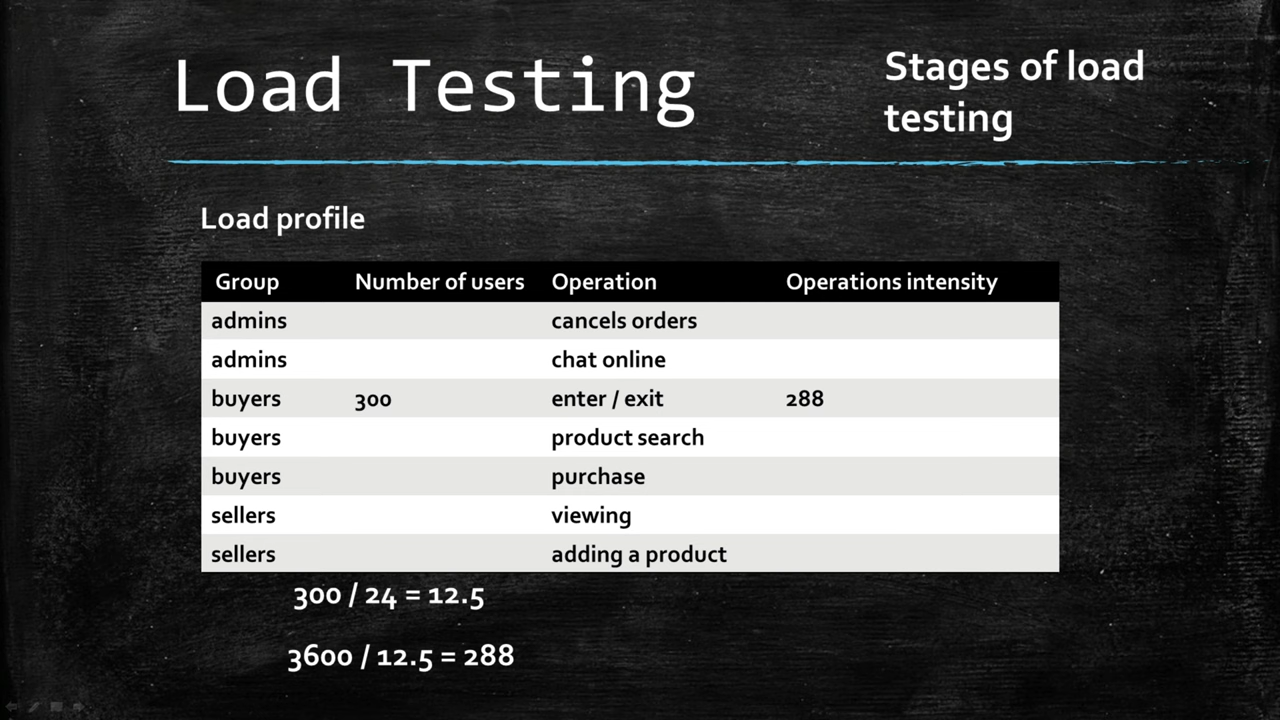 Load Testing
Stages of load
testing
Load profile
Group Number of users Operation Operations intensity
admins cancels orders
admins chat online
buyers 300 enter / exit 288
buyers product search
buyers purchase
sellers viewing
sellers adding a product
300 / 24 = 12.5
3600 / 12.5 = 288